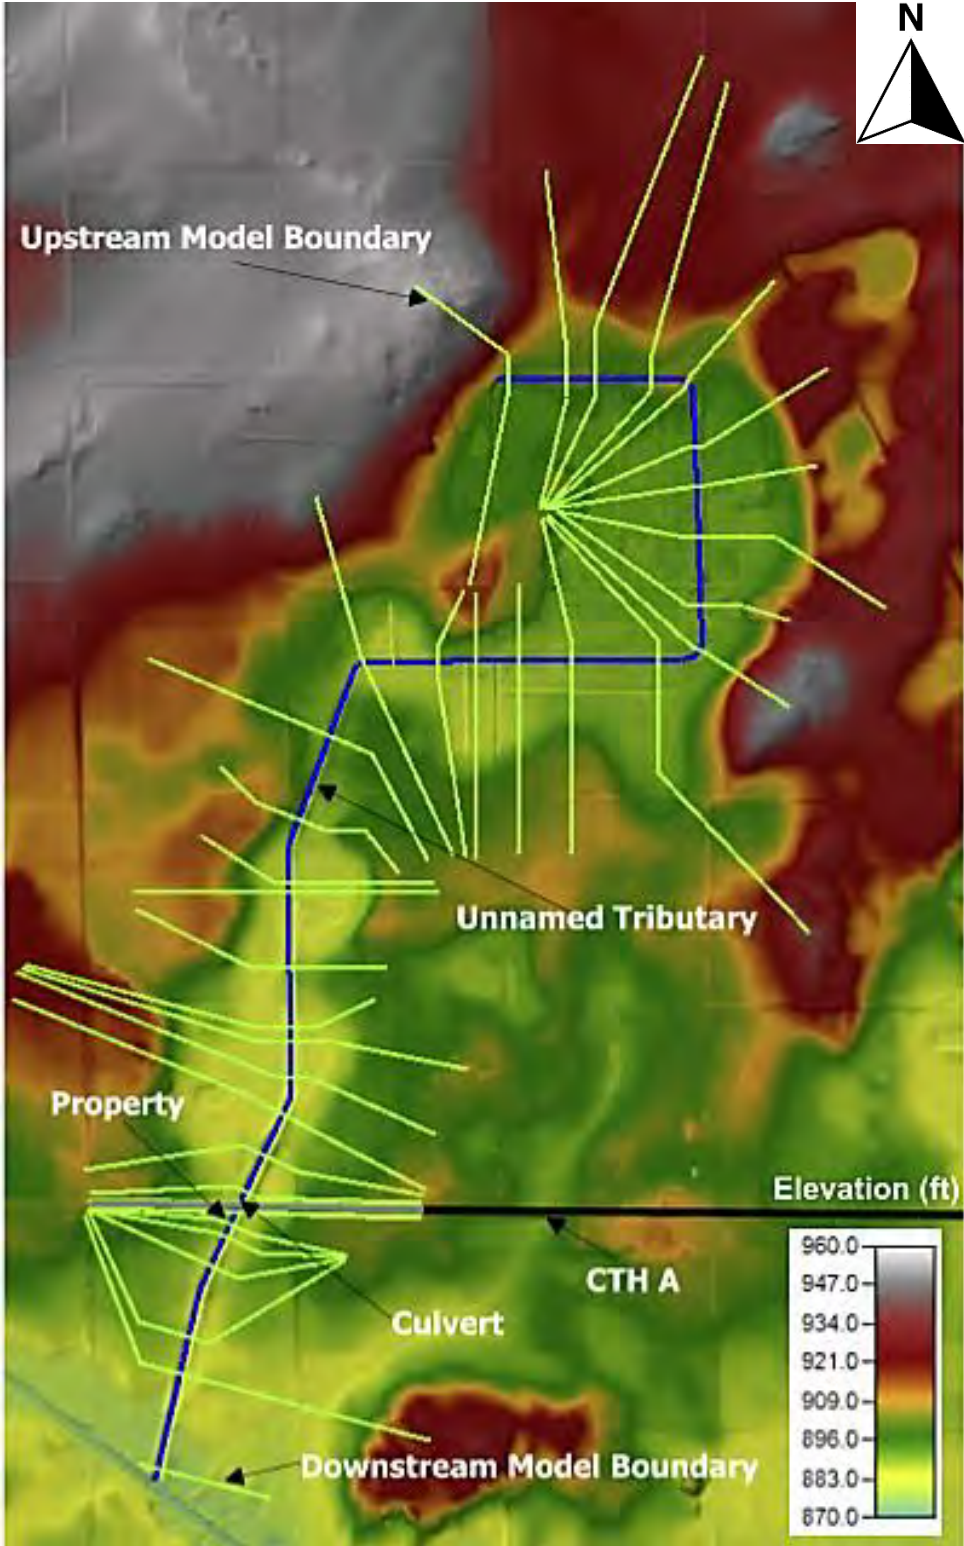 N
Upstream Model Boundary
Unnamed Tributary
Property
Elevation (ft)
960.0
947.0
934.0
921.0
909.0
896.0
883.0
870.0
CTH A
Culvert
Downstream Model Boundary